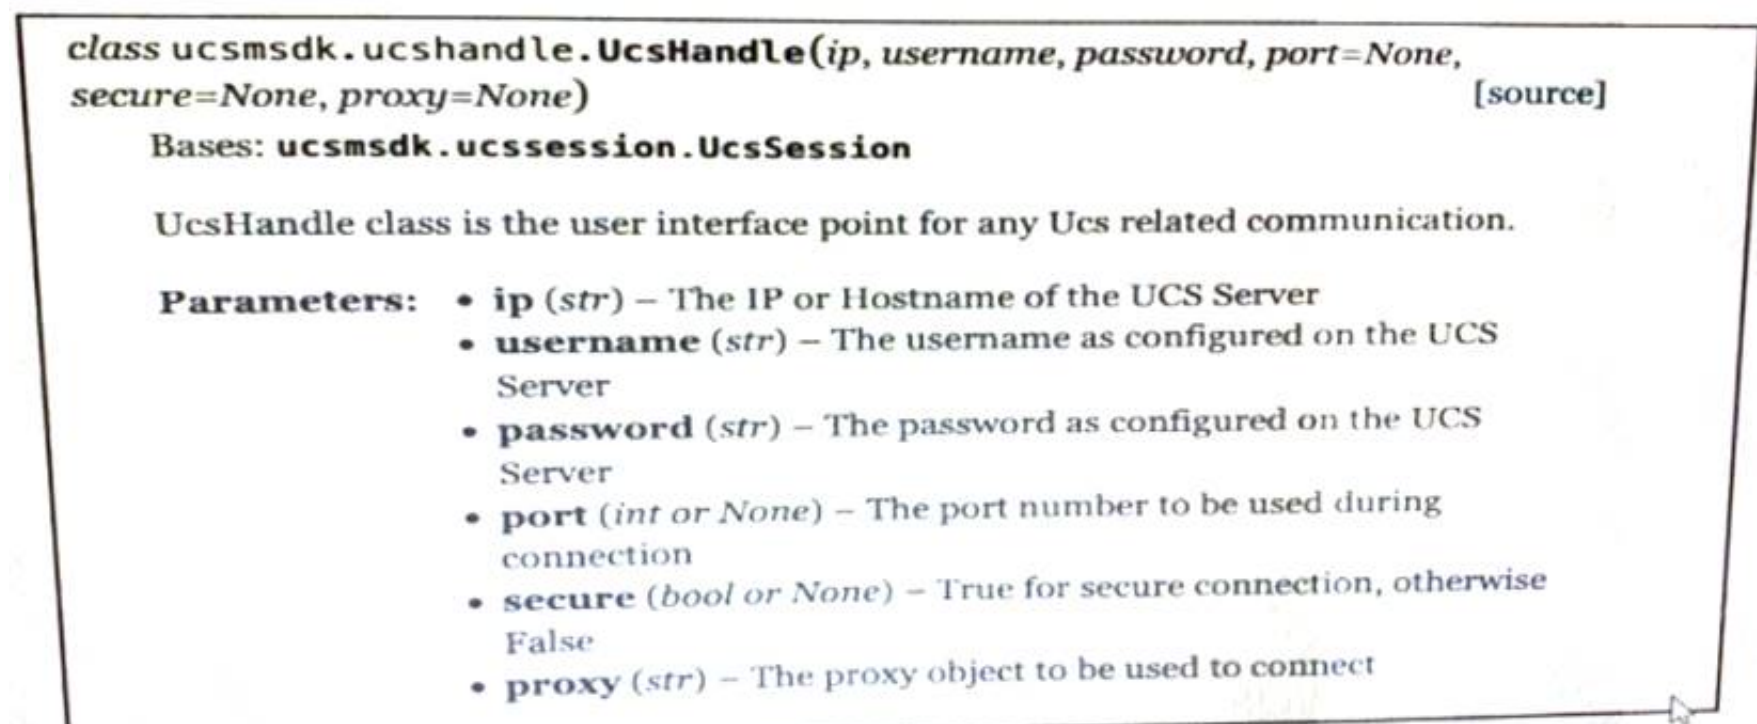 class ucsmsdk.ucshandle.UcsHandle(ip, username, password, port=None,
secure=None, proxy=None) [source]
Bases: ucsmsdk.ucssession.UcsSession
UcsHandle class is the user interface point for any Ucs related communication.
Parameters: • ip (str) – The IP or Hostname of the UCS Server
• username (str) – The username as configured on the UCS
Server
• password (str) – The password as configured on the UCS
Server
• port (int or None) – The port number to be used during
connection
• secure (bool or None) – True for secure connection, otherwise
False
• proxy (str) – The proxy object to be used to connect